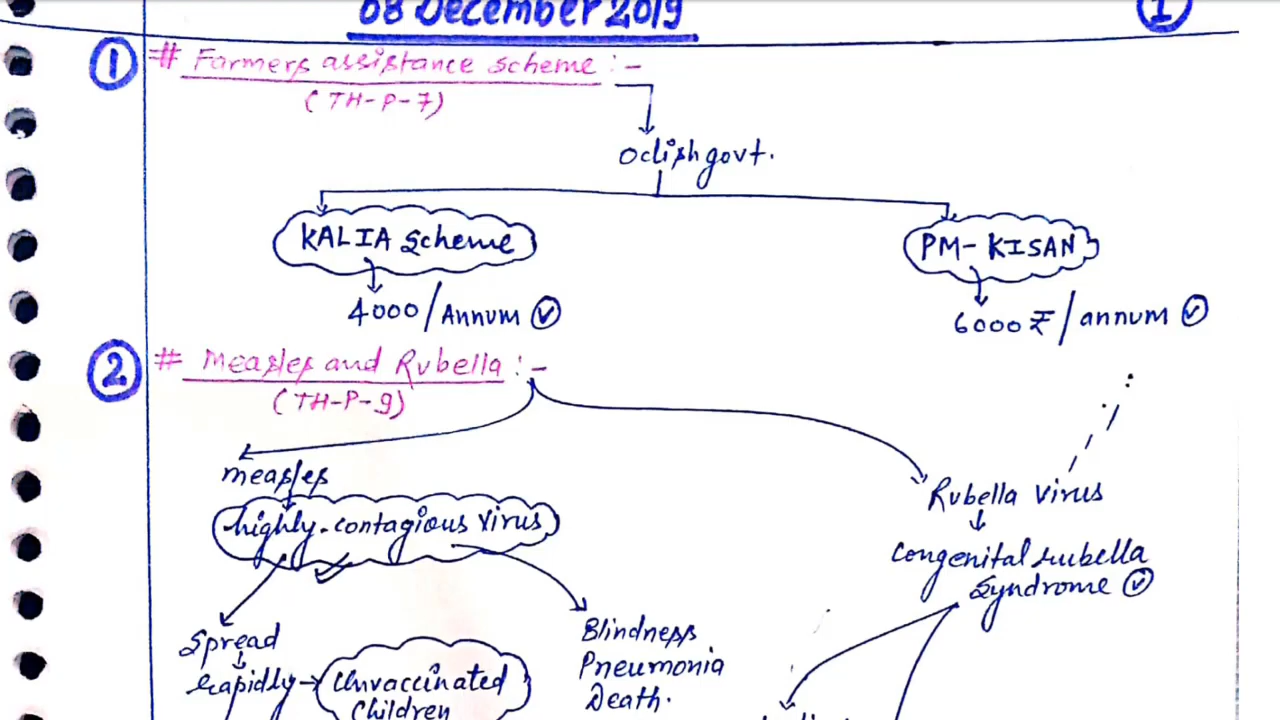 08 December 2019
1
1 # Farmers assistance scheme :-
(TH-P-7)
Odish govt.
KALIA Scheme
PM-KISAN
4000/Annum
6000 ₹/annum
2 # Measles and Rubella :-
(TH-P-9)
measles
Rubella virus
highly-contagious virus
Congenital rubella
Syndrome
Spread
Blindness
rapidly
Pneumonia
Unvaccinated
Death.
Children